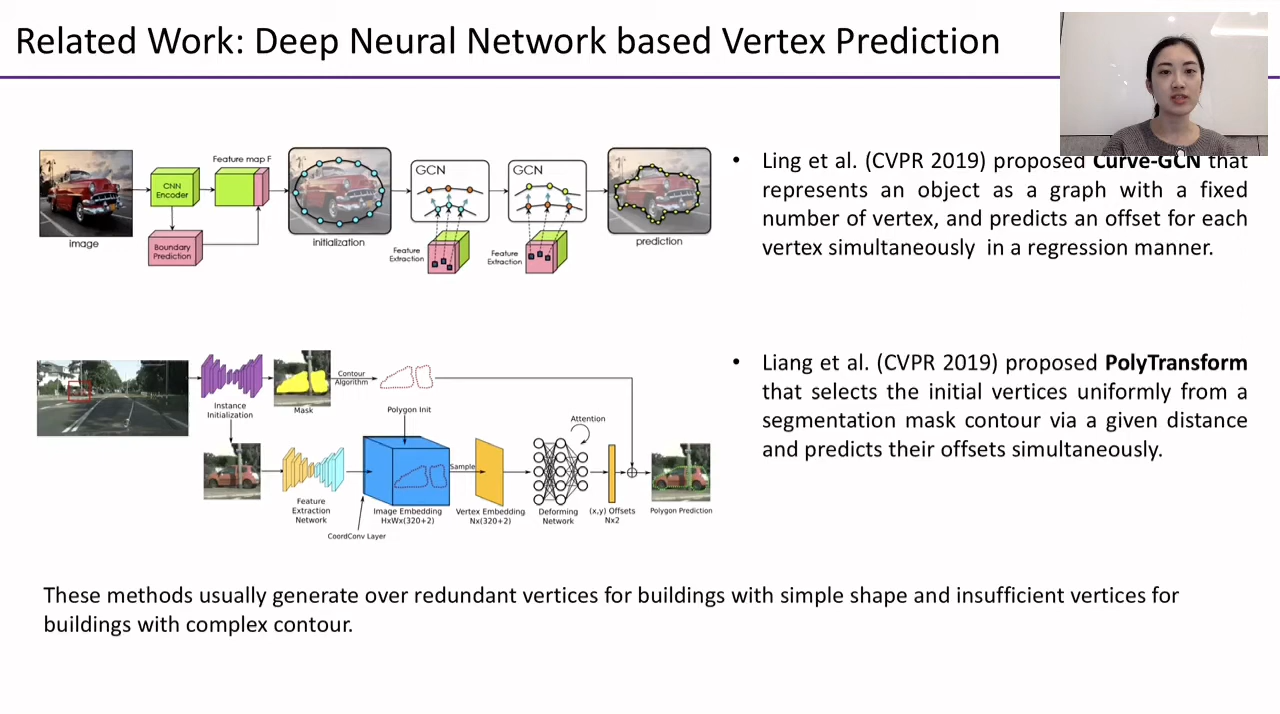 Related Work: Deep Neural Network based Vertex Prediction
Feature map F
CNN
Encoder
Boundary
Prediction
image
initialization
GCN
Feature
Extraction
GCN
Feature
Extraction
prediction
• Ling et al. (CVPR 2019) proposed Curve-GCN that
represents an object as a graph with a fixed
number of vertex, and predicts an offset for each
vertex simultaneously in a regression manner.
Instance
Initialization
Mask
Contour
Algorithm
Polygon Init
Feature
Extraction
Network
CoordConv Layer
Image Embedding
HxWx(320+2)
Sample
Vertex Embedding
Nx(320+2)
Attention
Deforming
Network
(x,y) Offsets
Nx2
Polygon Prediction
• Liang et al. (CVPR 2019) proposed PolyTransform
that selects the initial vertices uniformly from a
segmentation mask contour via a given distance
and predicts their offsets simultaneously.
These methods usually generate over redundant vertices for buildings with simple shape and insufficient vertices for
buildings with complex contour.